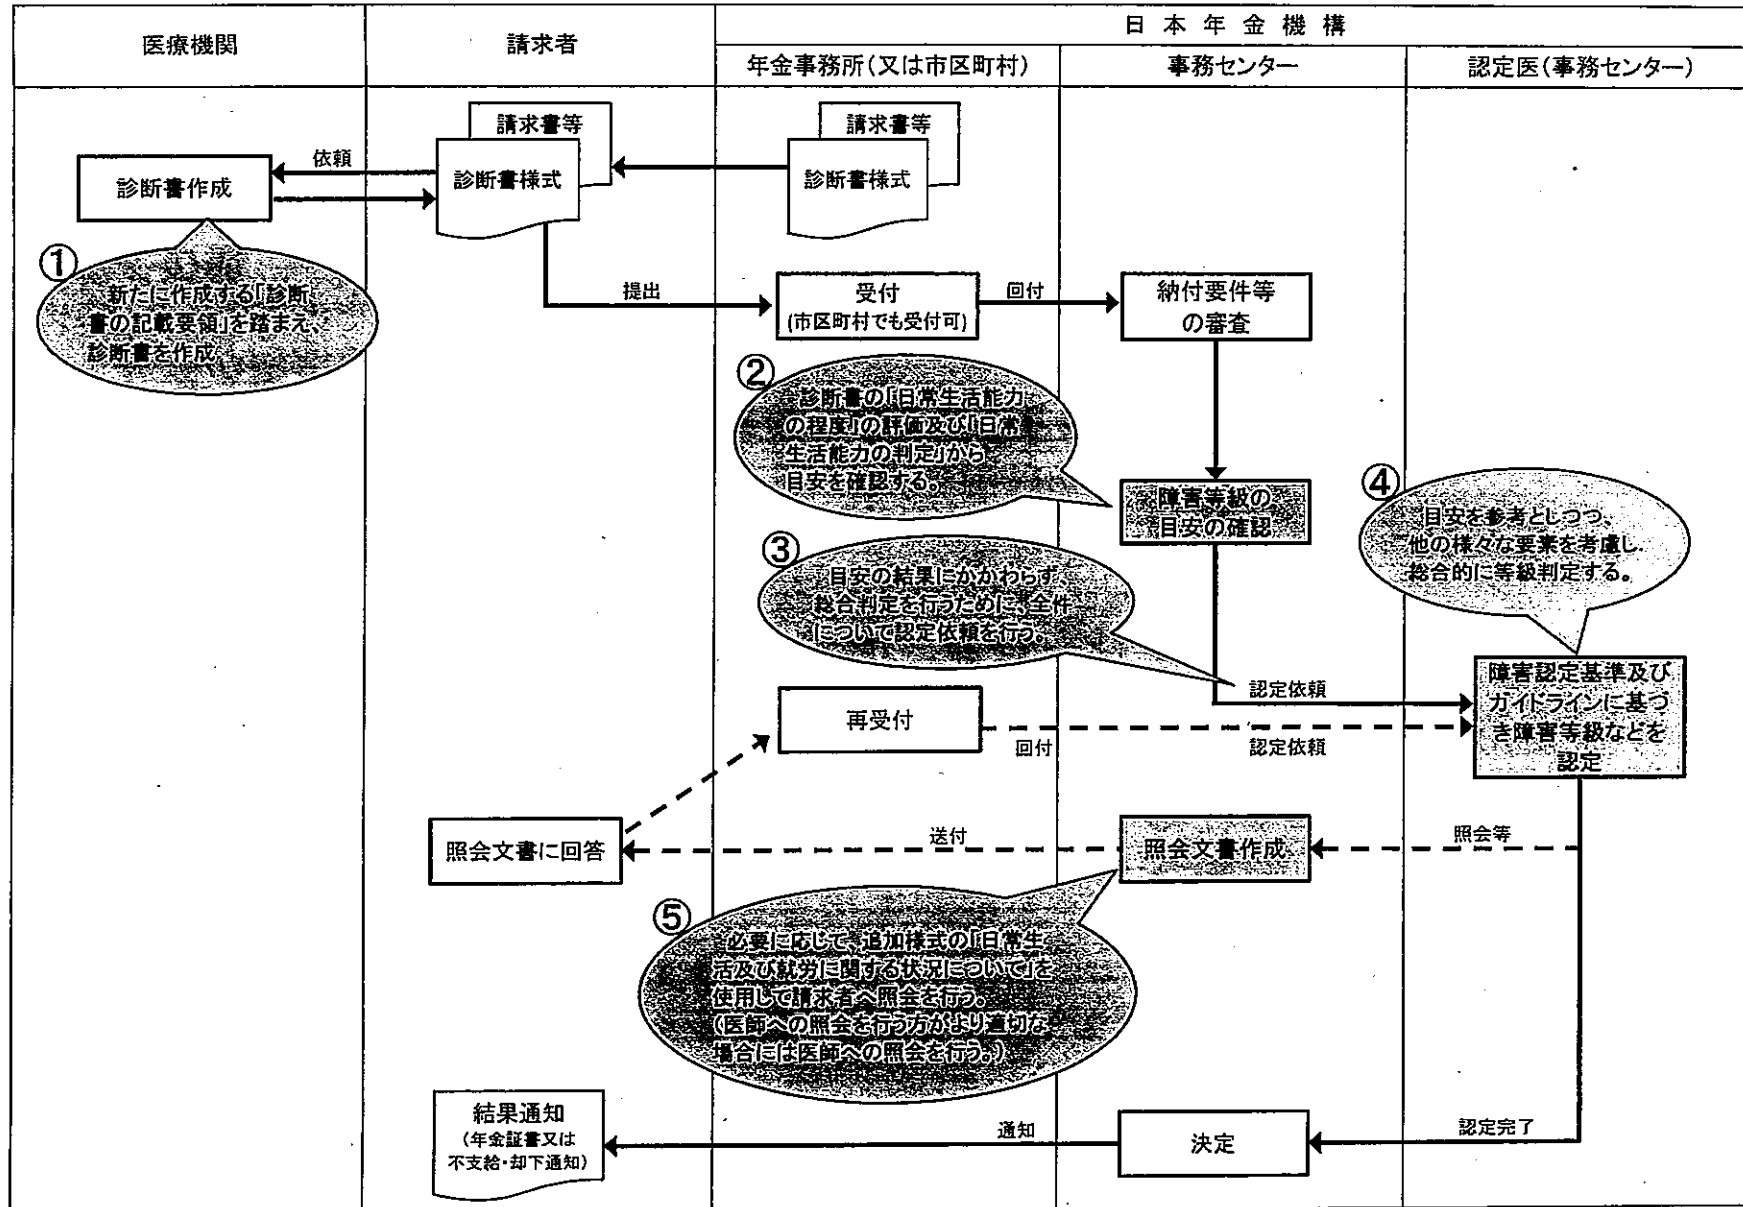 医療機関
請求者
日本年金機構
年金事務所(又は市区町村)
事務センター
認定医(事務センター)
請求書等
診断書様式
請求書等
診断書様式
依頼
診断書作成
①
新たに作成する「診断
書の記載要領」を踏まえ、
診断書を作成
提出
受付
(市区町村でも受付可)
回付
納付要件等
の審査
②
診断書の「日常生活能力
の程度」の評価及び「日常
生活能力の判定」から
目安を確認する。
障害等級の
目安の確認
③
目安の結果にかかわらず
総合判定を行うために、全件
について認定依頼を行う。
④
目安を参考としつつ、
他の様々な要素を考慮し、
総合的に等級判定する。
認定依頼
障害認定基準及び
ガイドラインに基づ
き障害等級などを
認定
再受付
回付
認定依頼
照会文書に回答
送付
照会文書作成
照会等
⑤
必要に応じて、追加様式の「日常生
活及び就労に関する状況について」を
使用して請求者へ照会を行う。
(医師への照会を行う方がより適切な
場合には医師への照会を行う。)
結果通知
(年金証書又は
不支給・却下通知)
通知
決定
認定完了